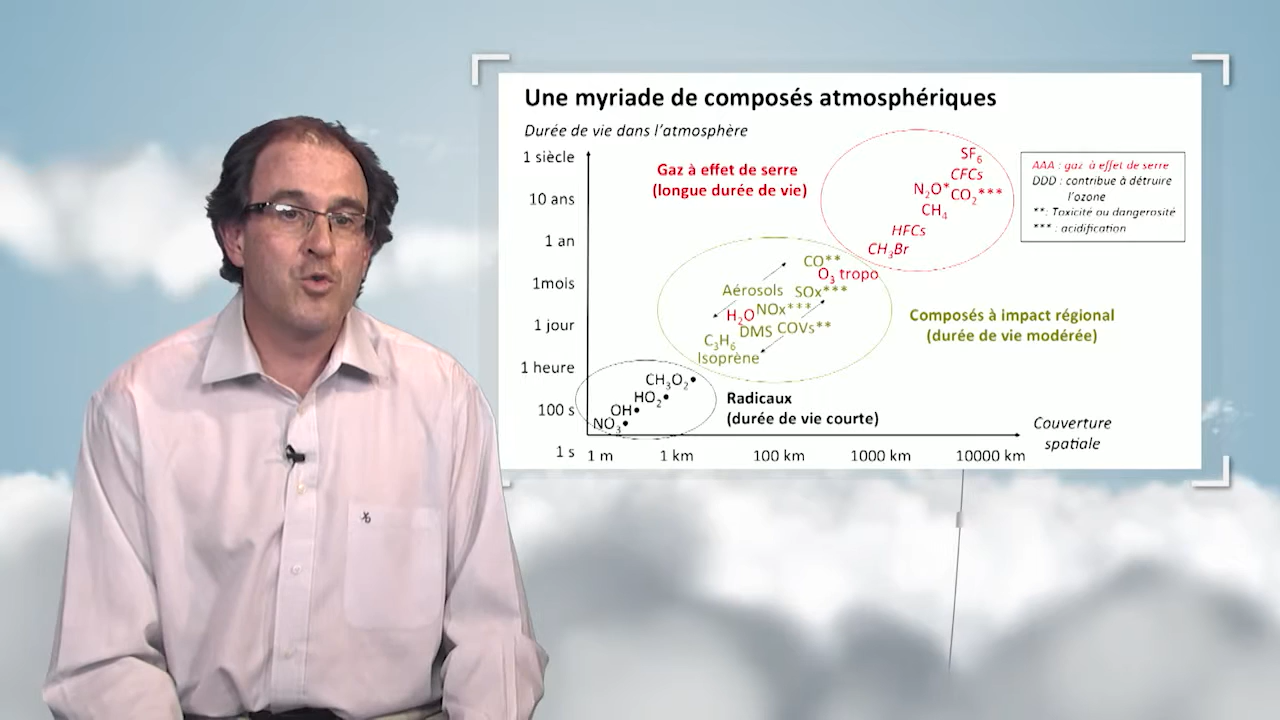 Une myriade de composés atmosphériques
Durée de vie dans l'atmosphère
1 siècle
10 ans
1 an
1mois
1 jour
1 heure
100 s
1 s
Gaz à effet de serre
(longue durée de vie)
SF6
CFCs
N2O*
CO2***
CH4
HFCs
CH3Br
AAA : gaz à effet de serre
DDD : contribue à détruire
l'ozone
**: Toxicité ou dangerosité
*** : acidification
CO**
O3 tropo
Aérosols
SOx***
NOx***
H2O
DMS
COVs**
C3H6
Isoprène
Composés à impact régional
(durée de vie modérée)
CH3O2
HO2
OH
NO3
Radicaux
(durée de vie courte)
Couverture
spatiale
1 m
1 km
100 km
1000 km
10000 km